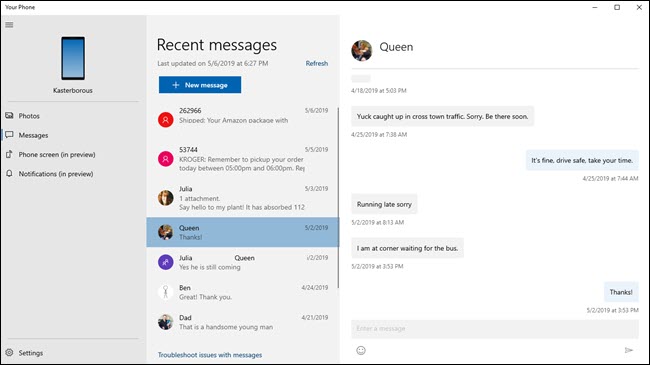 Your Phone
Kasterborous
Photos
Messages
Phone screen (in preview)
Notifications (in preview)
Settings
Recent messages
Last updated on 5/6/2019 at 6:27 PM
Refresh
+ New message
262966 5/6/2019
Shipped: Your Amazon package with
53744 5/5/2019
KROGER: Remember to pickup your order
today between 05:00pm and 06:00pm.
Julia 5/3/2019
1 attachment.
Say hello to my plant! It has absorbed 112
Queen 5/2/2019
Thanks!
Julia Queen /2/2019
Yes he is still coming
Ben 4/24/2019
Great! Thank you.
Dad 4/21/2019
That is a handsome young man
Troubleshoot issues with messages
Queen
4/18/2019 at 5:03 PM
Yuck caught up in cross town traffic. Sorry. Be there soon.
4/25/2019 at 7:38 AM
It's fine, drive safe, take your time.
4/25/2019 at 7:44 AM
Running late sorry
5/2/2019 at 8:13 AM
I am at corner waiting for the bus.
5/2/2019 at 3:53 PM
Thanks!
5/2/2019 at 3:53 PM
Enter a message